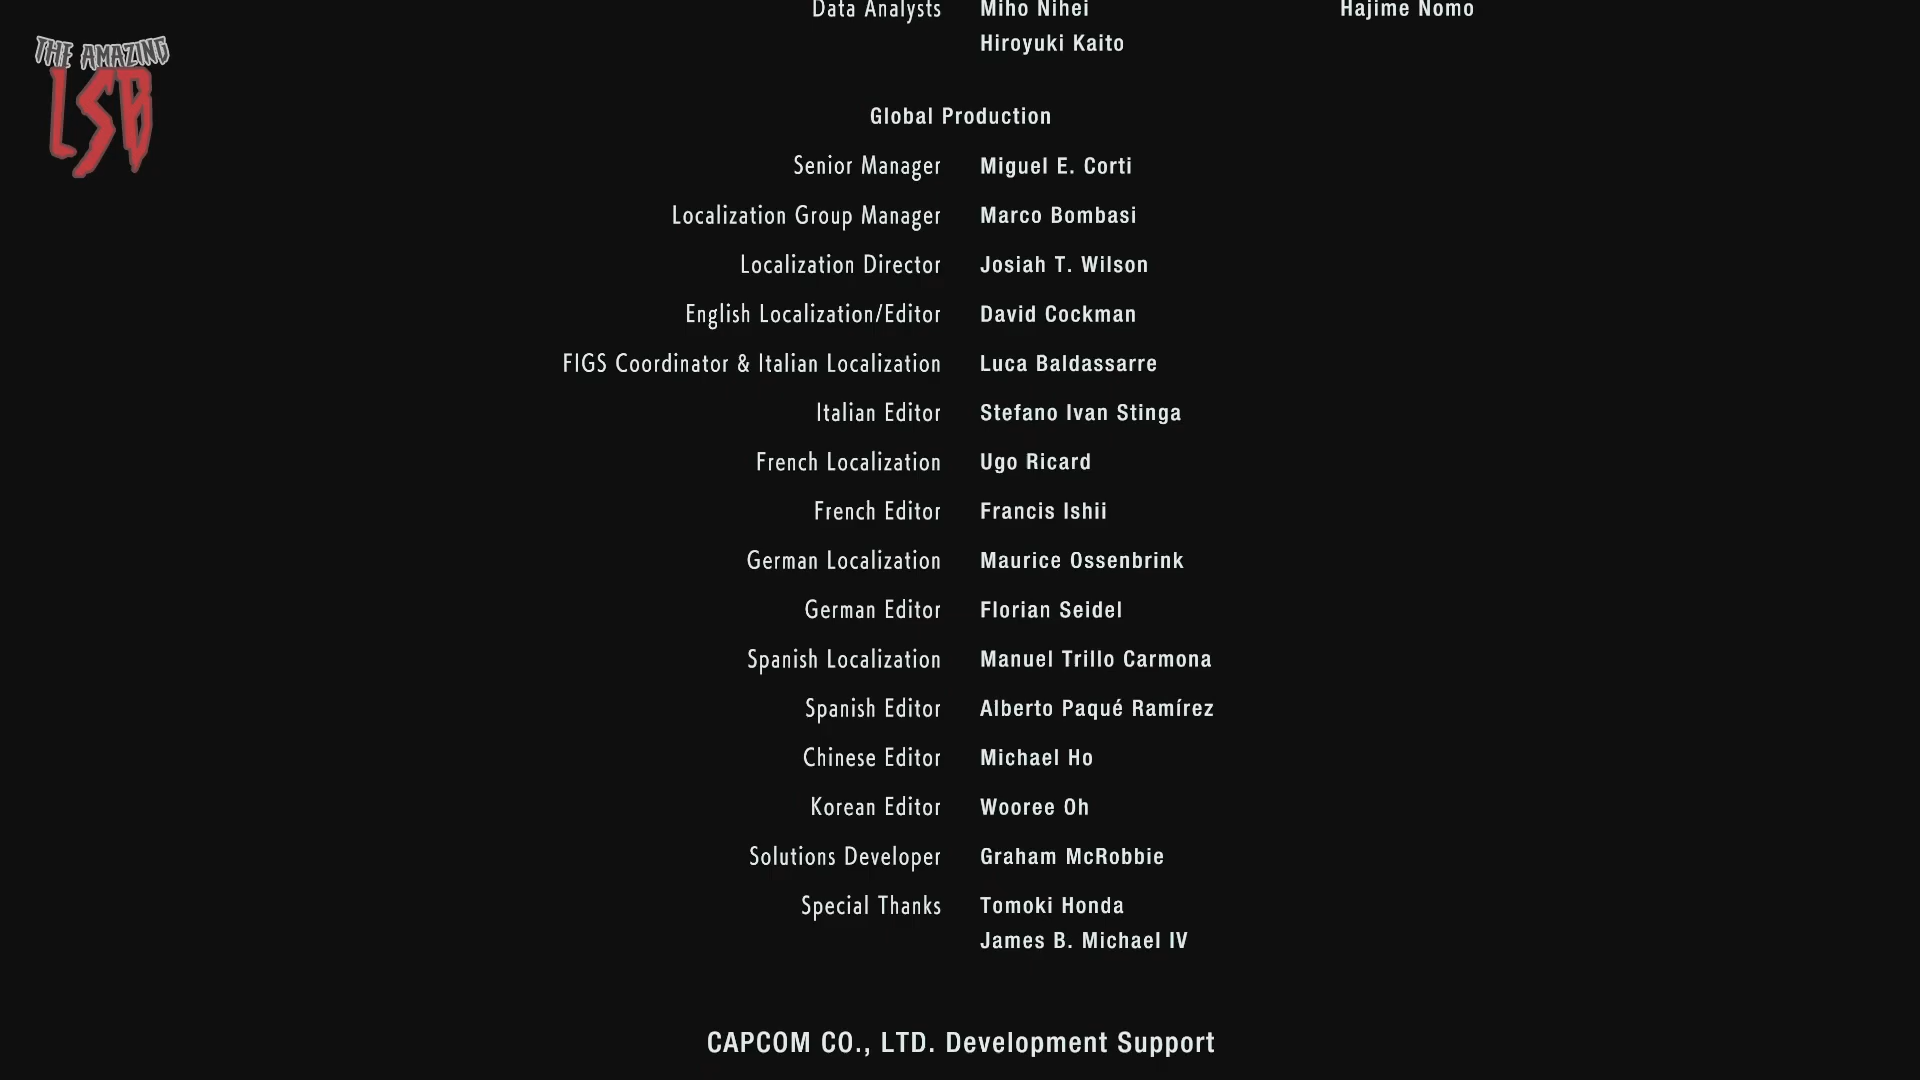 THE AMAZING
LSB
Data Analysts Miho Nihei Hajime Nomo
Hiroyuki Kaito
Global Production
Senior Manager Miguel E. Corti
Localization Group Manager Marco Bombasi
Localization Director Josiah T. Wilson
English Localization/Editor David Cockman
FIGS Coordinator & Italian Localization Luca Baldassarre
Italian Editor Stefano Ivan Stinga
French Localization Ugo Ricard
French Editor Francis Ishii
German Localization Maurice Ossenbrink
German Editor Florian Seidel
Spanish Localization Manuel Trillo Carmona
Spanish Editor Alberto Paqué Ramírez
Chinese Editor Michael Ho
Korean Editor Wooree Oh
Solutions Developer Graham McRobbie
Special Thanks Tomoki Honda
James B. Michael IV
CAPCOM CO., LTD. Development Support